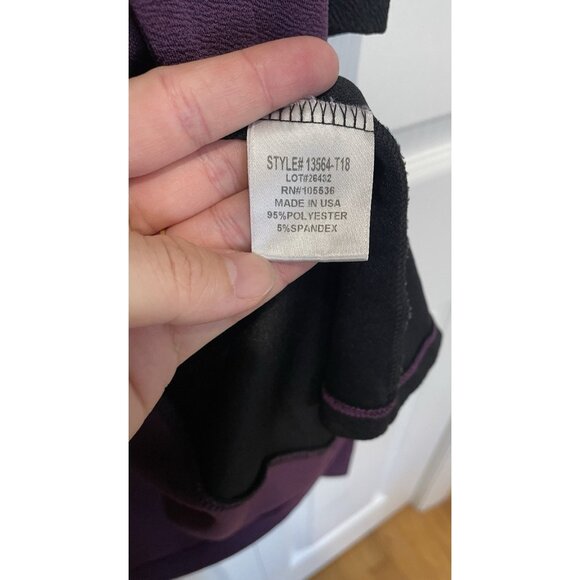 STYLE# 13564-T18
LOT#26432
RN#105536
MADE IN USA
95%POLYESTER
5%SPANDEX